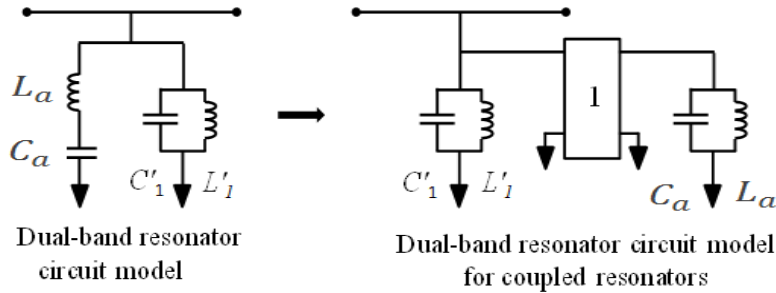 L_a
C_a
C'_1 L'_1
Dual-band resonator
circuit model
1
C'_1 L'_1
C_a L_a
Dual-band resonator circuit model
for coupled resonators